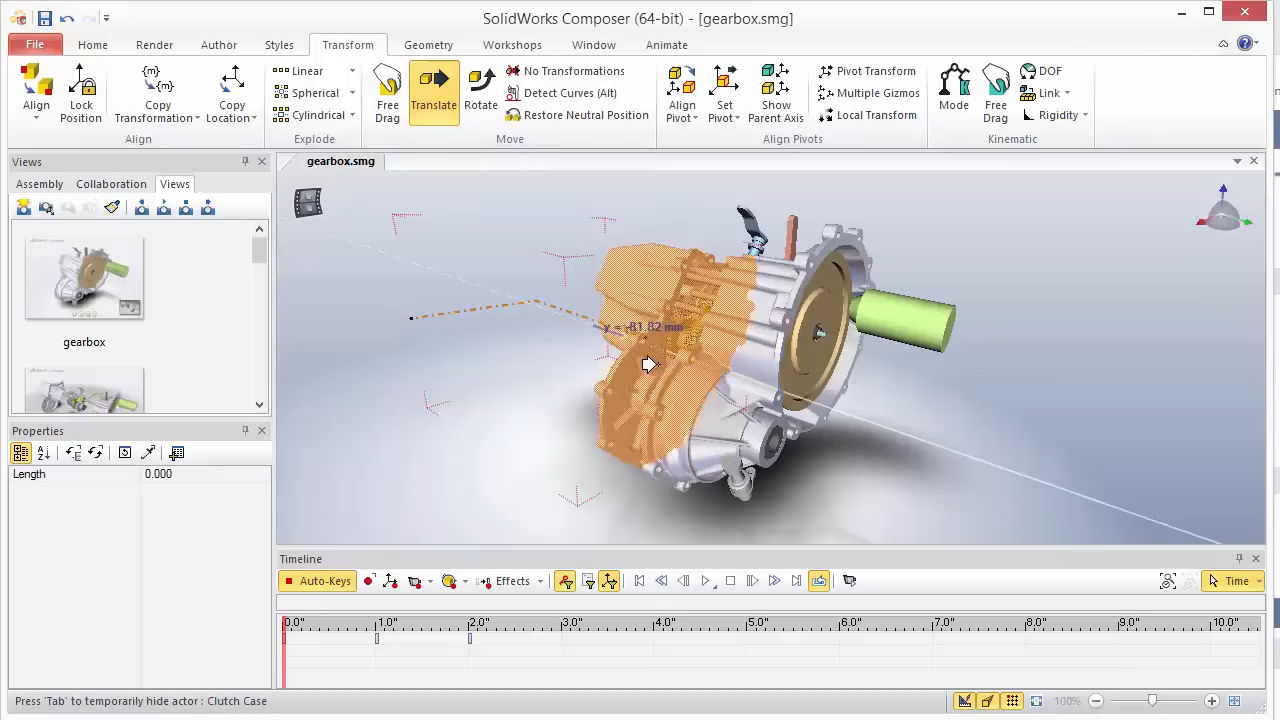 SolidWorks Composer (64-bit) - [gearbox.smg]
File Home Render Author Styles Transform Geometry Workshops Window Animate
Align
Lock Position
Copy Transformation
Copy Location
Align
Linear
Spherical
Cylindrical
Explode
Free Drag
Translate
Rotate
No Transformations
Detect Curves (Alt)
Restore Neutral Position
Move
Align Pivot
Set Pivot
Show Parent Axis
Pivot Transform
Multiple Gizmos
Local Transform
Align Pivots
Mode
Free Drag
DOF
Link
Rigidity
Kinematic
Views
Assembly Collaboration Views
gearbox
Properties
Length 0.000
gearbox.smg
y = -81.82 mm
Timeline
Auto-Keys Effects Time
0.0" 1.0" 2.0" 3.0" 4.0" 5.0" 6.0" 7.0" 8.0" 9.0" 10.0"
Press 'Tab' to temporarily hide actor : Clutch Case
100%